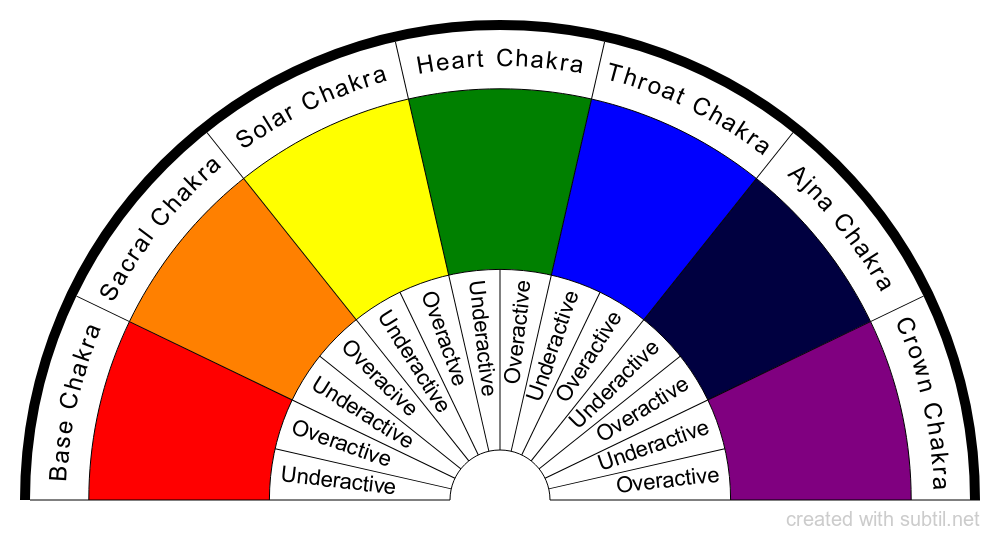 Base Chakra
Sacral Chakra
Solar Chakra
Heart Chakra
Throat Chakra
Ajna Chakra
Crown Chakra
Underactive
Overactive
Underactive
Overacive
Underactive
Overactive
Underactive
Overactive
Underactive
Overactive
Underactive
Overactive
Underactive
Overactive
created with subtil.net